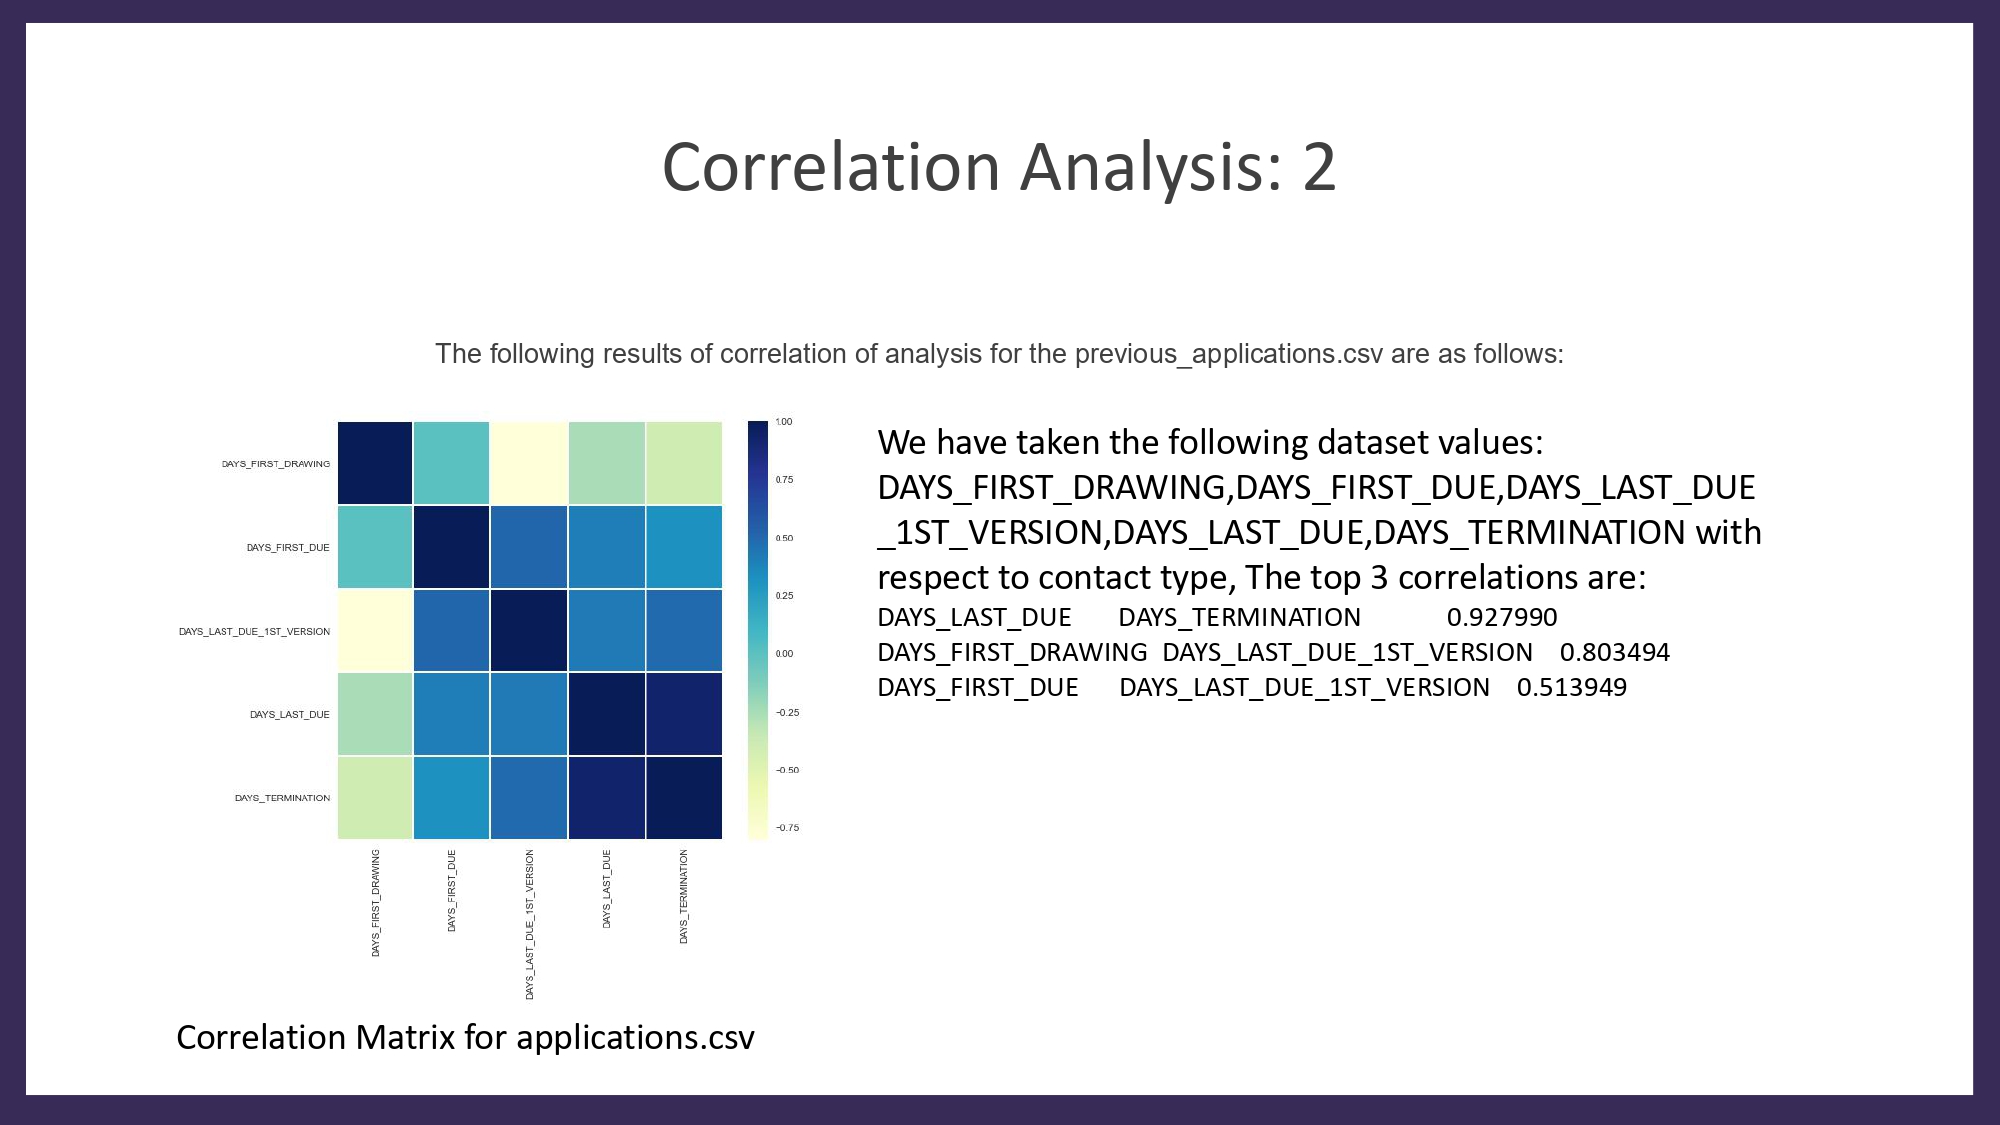 Correlation Analysis: 2
The following results of correlation of analysis for the previous_applications.csv are as follows:
DAYS_FIRST_DRAWING
DAYS_FIRST_DUE
DAYS_LAST_DUE_1ST_VERSION
DAYS_LAST_DUE
DAYS_TERMINATION
DAYS_FIRST_DRAWING
DAYS_FIRST_DUE
DAYS_LAST_DUE_1ST_VERSION
DAYS_LAST_DUE
DAYS_TERMINATION
1.00
0.75
0.50
0.25
0.00
−0.25
−0.50
−0.75
We have taken the following dataset values:
DAYS_FIRST_DRAWING,DAYS_FIRST_DUE,DAYS_LAST_DUE
_1ST_VERSION,DAYS_LAST_DUE,DAYS_TERMINATION with
respect to contact type, The top 3 correlations are:
DAYS_LAST_DUE DAYS_TERMINATION 0.927990
DAYS_FIRST_DRAWING DAYS_LAST_DUE_1ST_VERSION 0.803494
DAYS_FIRST_DUE DAYS_LAST_DUE_1ST_VERSION 0.513949
Correlation Matrix for applications.csv